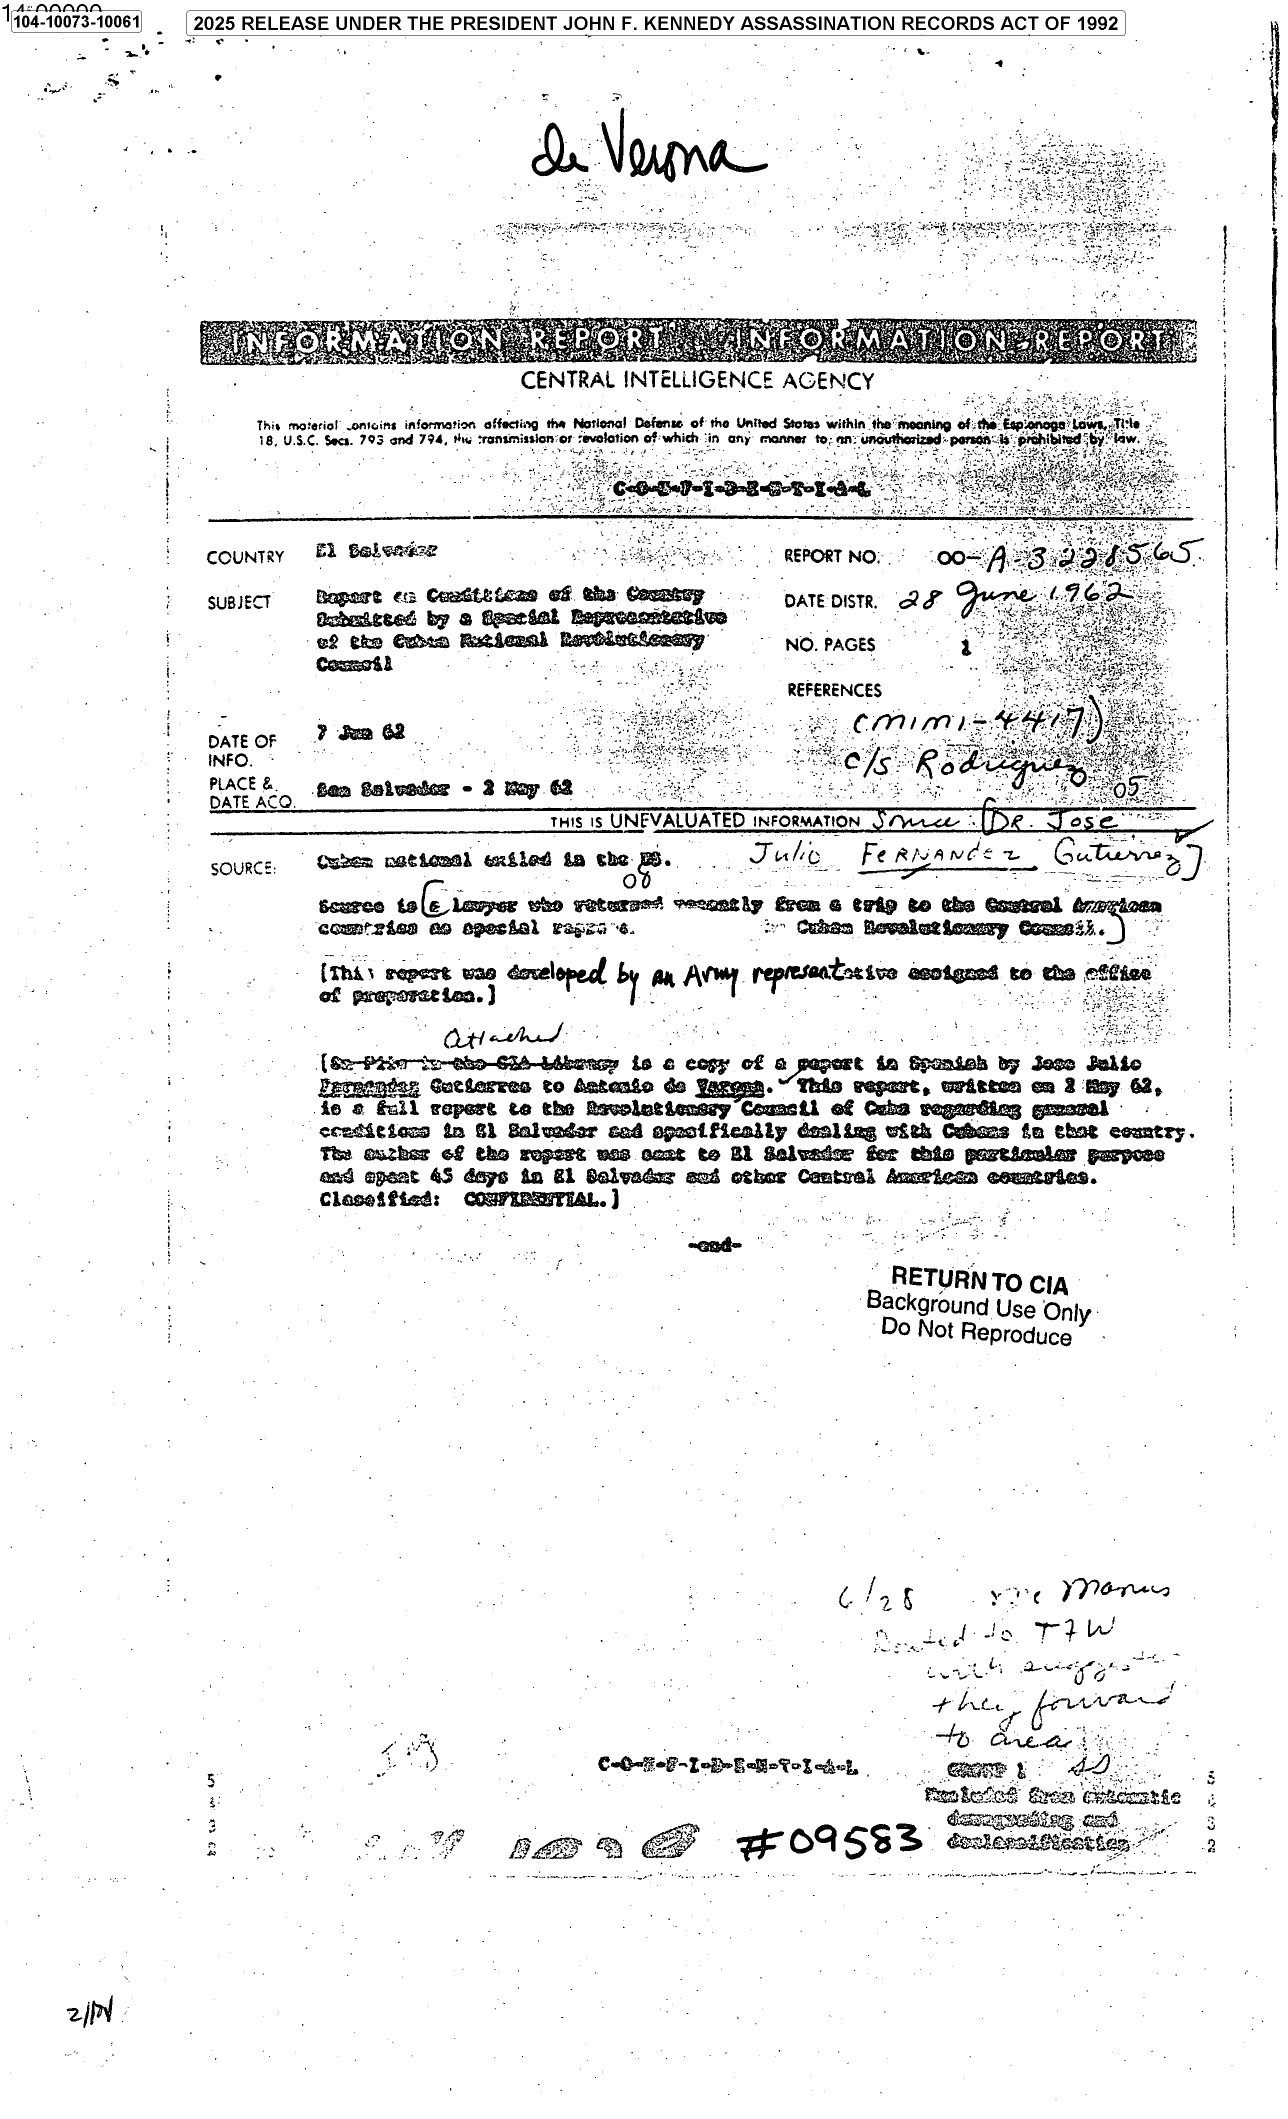 104-10073-10061
2025 RELEASE UNDER THE PRESIDENT JOHN F. KENNEDY ASSASSINATION RECORDS ACT OF 1992
de Verona
INFORMATION REPORT INFORMATION REPORT
CENTRAL INTELLIGENCE AGENCY
This material contains information affecting the National Defense of the United States within the meaning of the Espionage Laws, Title
18, U.S.C. Secs. 793 and 794, the transmission or revelation of which in any manner to an unauthorized person is prohibited by law.
C-O-N-F-I-D-E-N-T-I-A-L
COUNTRY El Salvador
REPORT NO. 00-A-3228565
SUBJECT Report on Conditions of the Country
Submitted by a Special Representative
of the Cuban National Revolutionary
Council
DATE DISTR. 28 June 1962
NO. PAGES 1
REFERENCES
(MIMI-4417)
C/S Rodriguez
05
DATE OF
INFO.
7 Jun 62
PLACE &
DATE ACQ.
San Salvador - 2 May 62
THIS IS UNEVALUATED INFORMATION Source: [DR. Jose
Julio FERNANDEZ Gutierrez]
SOURCE: Cuban national exiled in the US.
Source is [a lawyer who returned recently from a trip to the Central American
countries as special Cuban Revolutionary Council.]
[This report was developed by an Army representative assigned to the office
of preparation.]
Attached
[On File in the CIA Library is a copy of a report in Spanish by Jose Julio
Fernandez Gutierrez to Antonio de Varona. This report, written on 2 May 62,
is a full report to the Revolutionary Council of Cuba regarding general
conditions in El Salvador and specifically dealing with Cubans in that country.
The author of the report was sent to El Salvador for this particular purpose
and spent 45 days in El Salvador and other Central American countries.
Classified: CONFIDENTIAL.]
-end-
RETURN TO CIA
Background Use Only
Do Not Reproduce
6/28 Manus
Routed to TFW
with
they forward
to area
C-O-N-F-I-D-E-N-T-I-A-L
GROUP 1
Excluded from automatic
downgrading and
declassification
5
4
3
2
5
4
3
2
#09583
2/PV